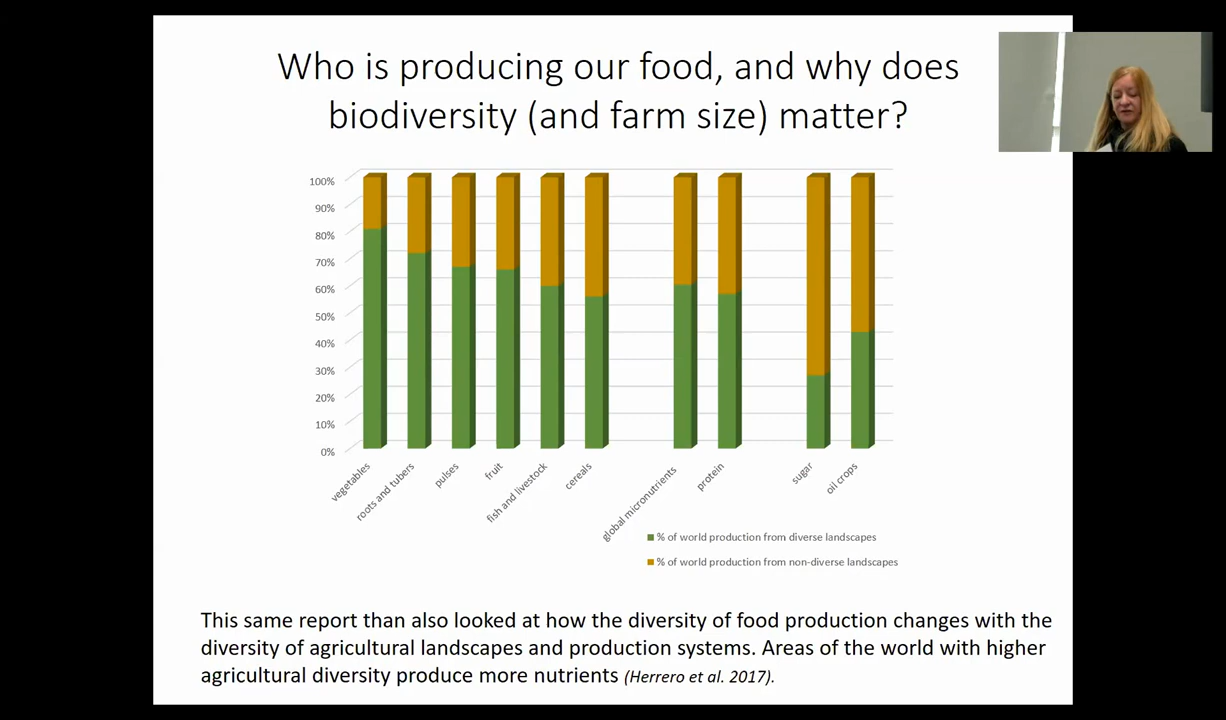 Who is producing our food, and why does
biodiversity (and farm size) matter?
100%
90%
80%
70%
60%
50%
40%
30%
20%
10%
0%
vegetables
roots and tubers
pulses
fruit
fish and livestock
cereals
global micronutrients
protein
sugar
oil crops
% of world production from diverse landscapes
% of world production from non-diverse landscapes
This same report than also looked at how the diversity of food production changes with the
diversity of agricultural landscapes and production systems. Areas of the world with higher
agricultural diversity produce more nutrients (Herrero et al. 2017).